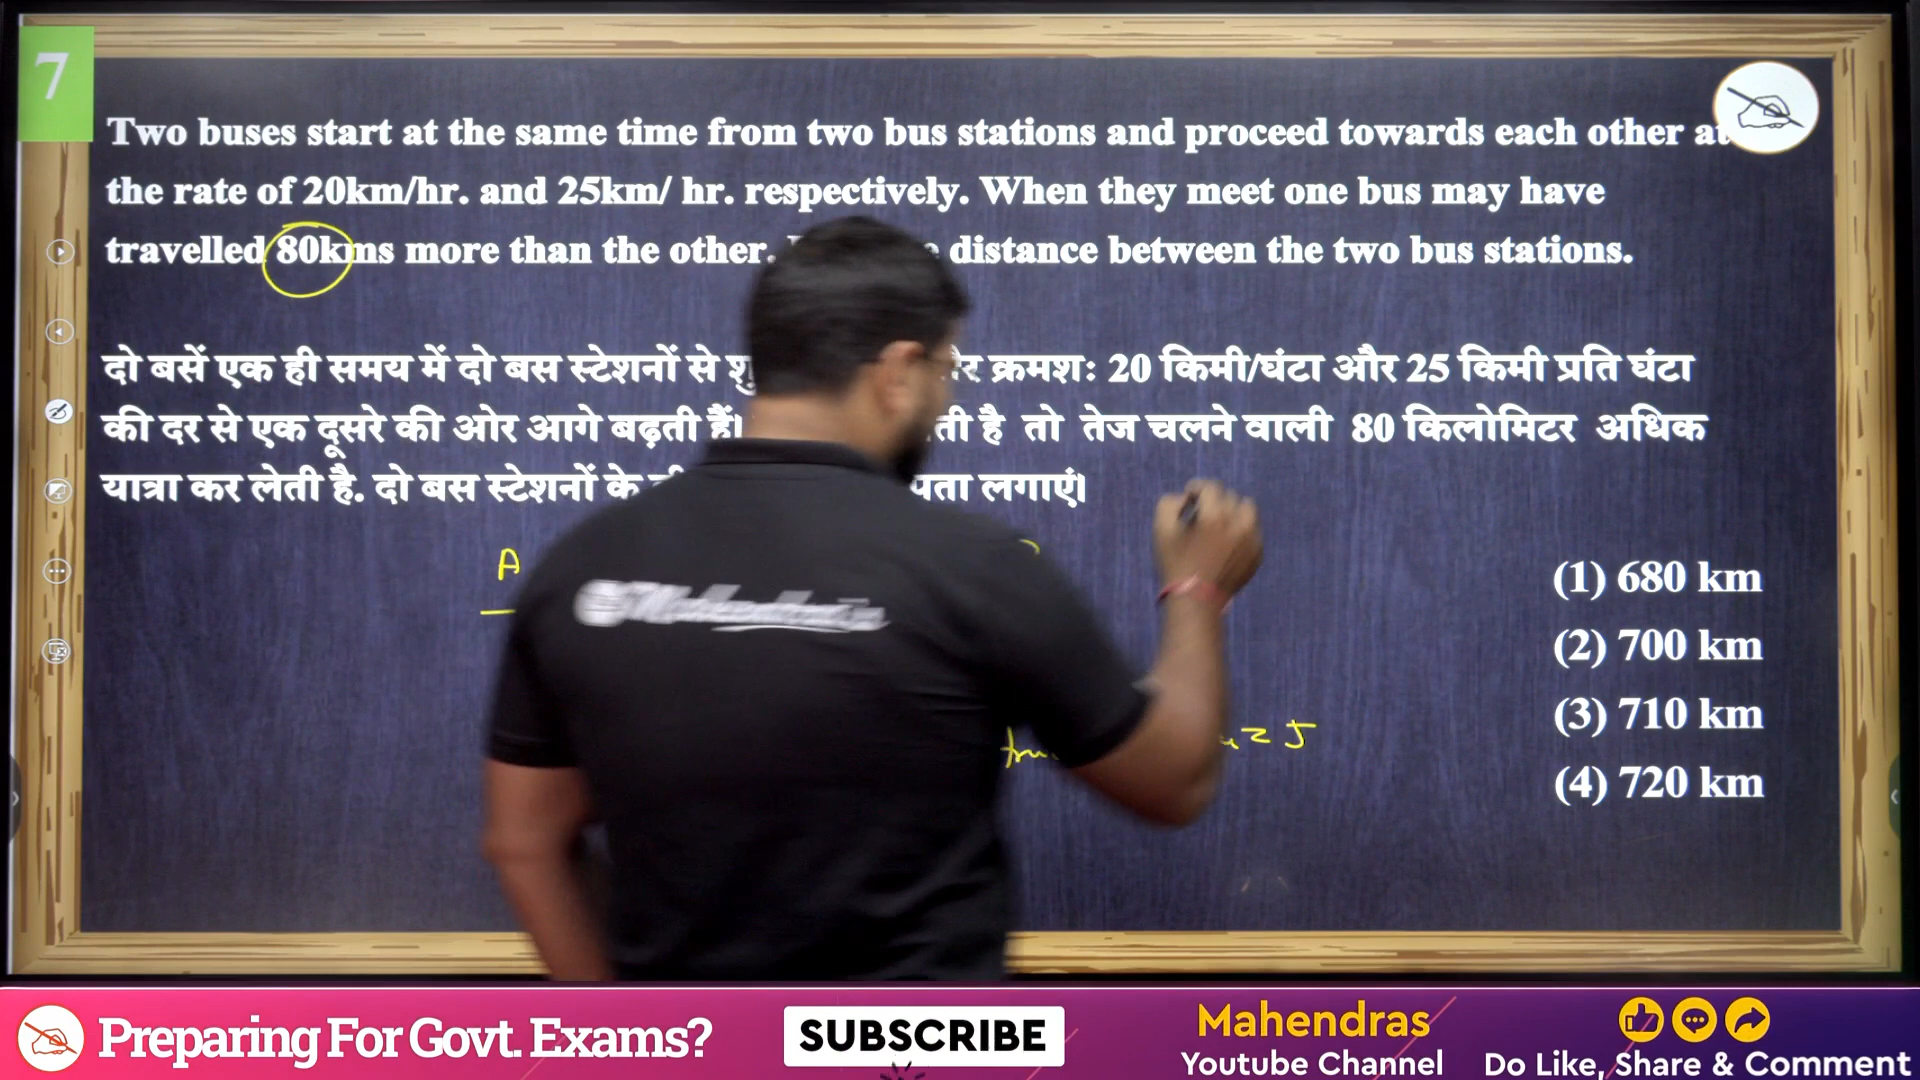 7
Two buses start at the same time from two bus stations and proceed towards each other at
the rate of 20km/hr. and 25km/ hr. respectively. When they meet one bus may have
travelled 80kms more than the other. distance between the two bus stations.
दो बसें एक ही समय में दो बस स्टेशनों से क्रमशः 20 किमी/घंटा और 25 किमी प्रति घंटा
की दर से एक दूसरे की ओर आगे बढ़ती हैं। है तो तेज चलने वाली 80 किलोमिटर अधिक
यात्रा कर लेती है. दो बस स्टेशनों के लगाएं।
A
= 5
(1) 680 km
(2) 700 km
(3) 710 km
(4) 720 km
Mahendra's
Preparing For Govt. Exams?
SUBSCRIBE
Mahendras
Youtube Channel
Do Like, Share & Comment